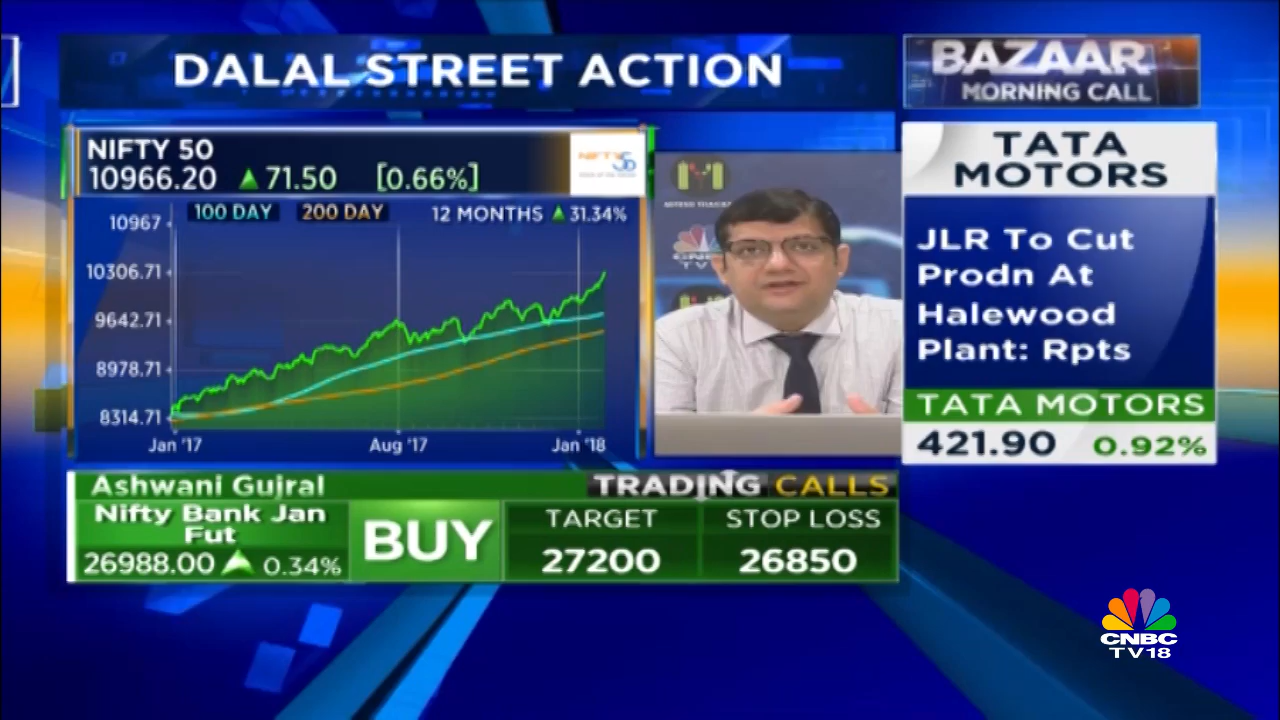 DALAL STREET ACTION
BAZAAR
MORNING CALL
NIFTY 50
10966.20 ▲ 71.50 [0.66%]
100 DAY 200 DAY 12 MONTHS ▲ 31.34%
10967
10306.71
9642.71
8978.71
8314.71
Jan '17 Aug '17 Jan '18
CNBC
TV
TATA
MOTORS
JLR To Cut
Prodn At
Halewood
Plant: Rpts
TATA MOTORS
421.90 0.92%
Ashwani Gujral
TRADING CALLS
Nifty Bank Jan
Fut
26988.00 ▲ 0.34%
BUY
TARGET
27200
STOP LOSS
26850
CNBC
TV18